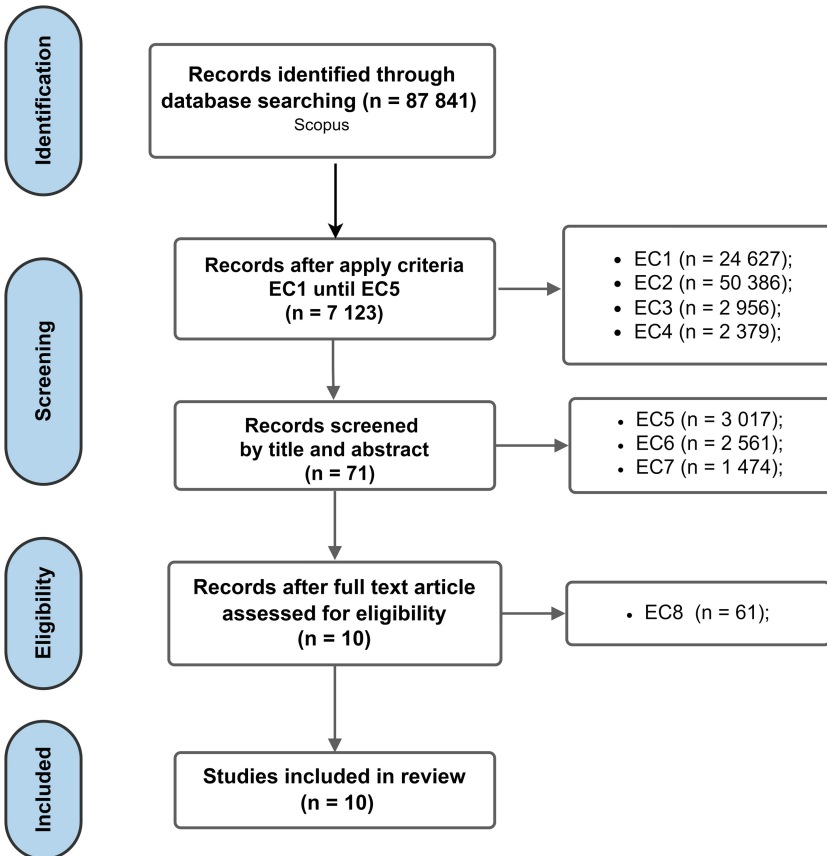 Identification
Records identified through
database searching (n = 87 841)
Scopus
Screening
Records after apply criteria
EC1 until EC5
(n = 7 123)
• EC1 (n = 24 627);
• EC2 (n = 50 386);
• EC3 (n = 2 956);
• EC4 (n = 2 379);
Records screened
by title and abstract
(n = 71)
• EC5 (n = 3 017;
• EC6 (n = 2 561);
• EC7 (n = 1 474);
Eligibility
Records after full text article
assessed for eligibility
(n = 10)
• EC8 (n = 61);
Included
Studies included in review
(n = 10)